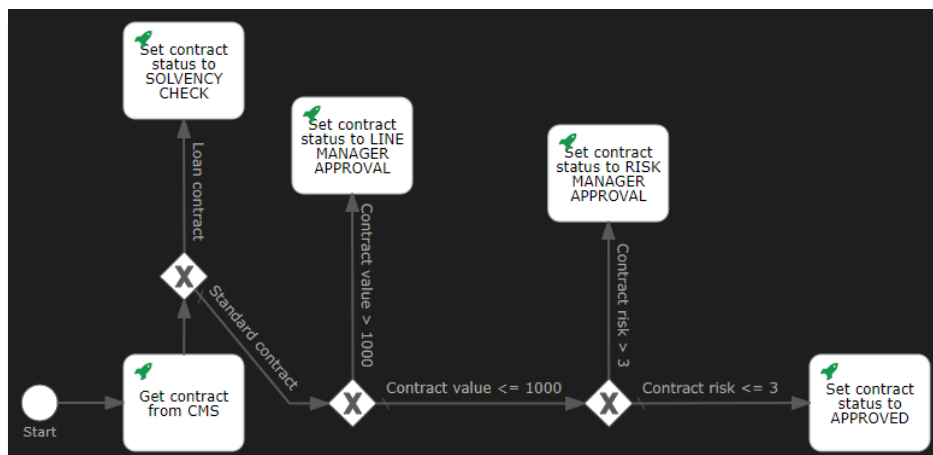 Set contract
status to
SOLVENCY
CHECK
Set contract
status to LINE
MANAGER
APPROVAL
Set contract
status to RISK
MANAGER
APPROVAL
Loan contract
Contract value > 1000
Contract risk > 3
X
Standard contract
Get contract
from CMS
Start
X
Contract value <= 1000
X
Contract risk <= 3
Set contract
status to
APPROVED